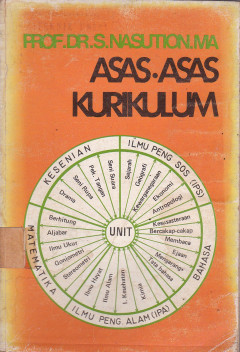 PROF.DR.S.NASUTION.MA
ASAS•ASAS
KURIKULUM
KESENIAN
ILMU PENG SOS (IPS)
BAHASA
ILMU PENG. ALAM (IPA)
MATEMATIKA
UNIT
Sejarah
Geografi
Kewarganegaraan
Ekonomi
Antropologi
Kesusasteraan
Bercakap-cakap
Membaca
Ejaan
Mengarang
Tata bahasa
Kimia
I. Kesehatan
Ilmu Alam
Ilmu Hayat
Stereometri
Goniometri
Ilmu Ukur
Aljabar
Berhitung
Drama
Seni Rupa
Pek. Tangan
Seni Suara